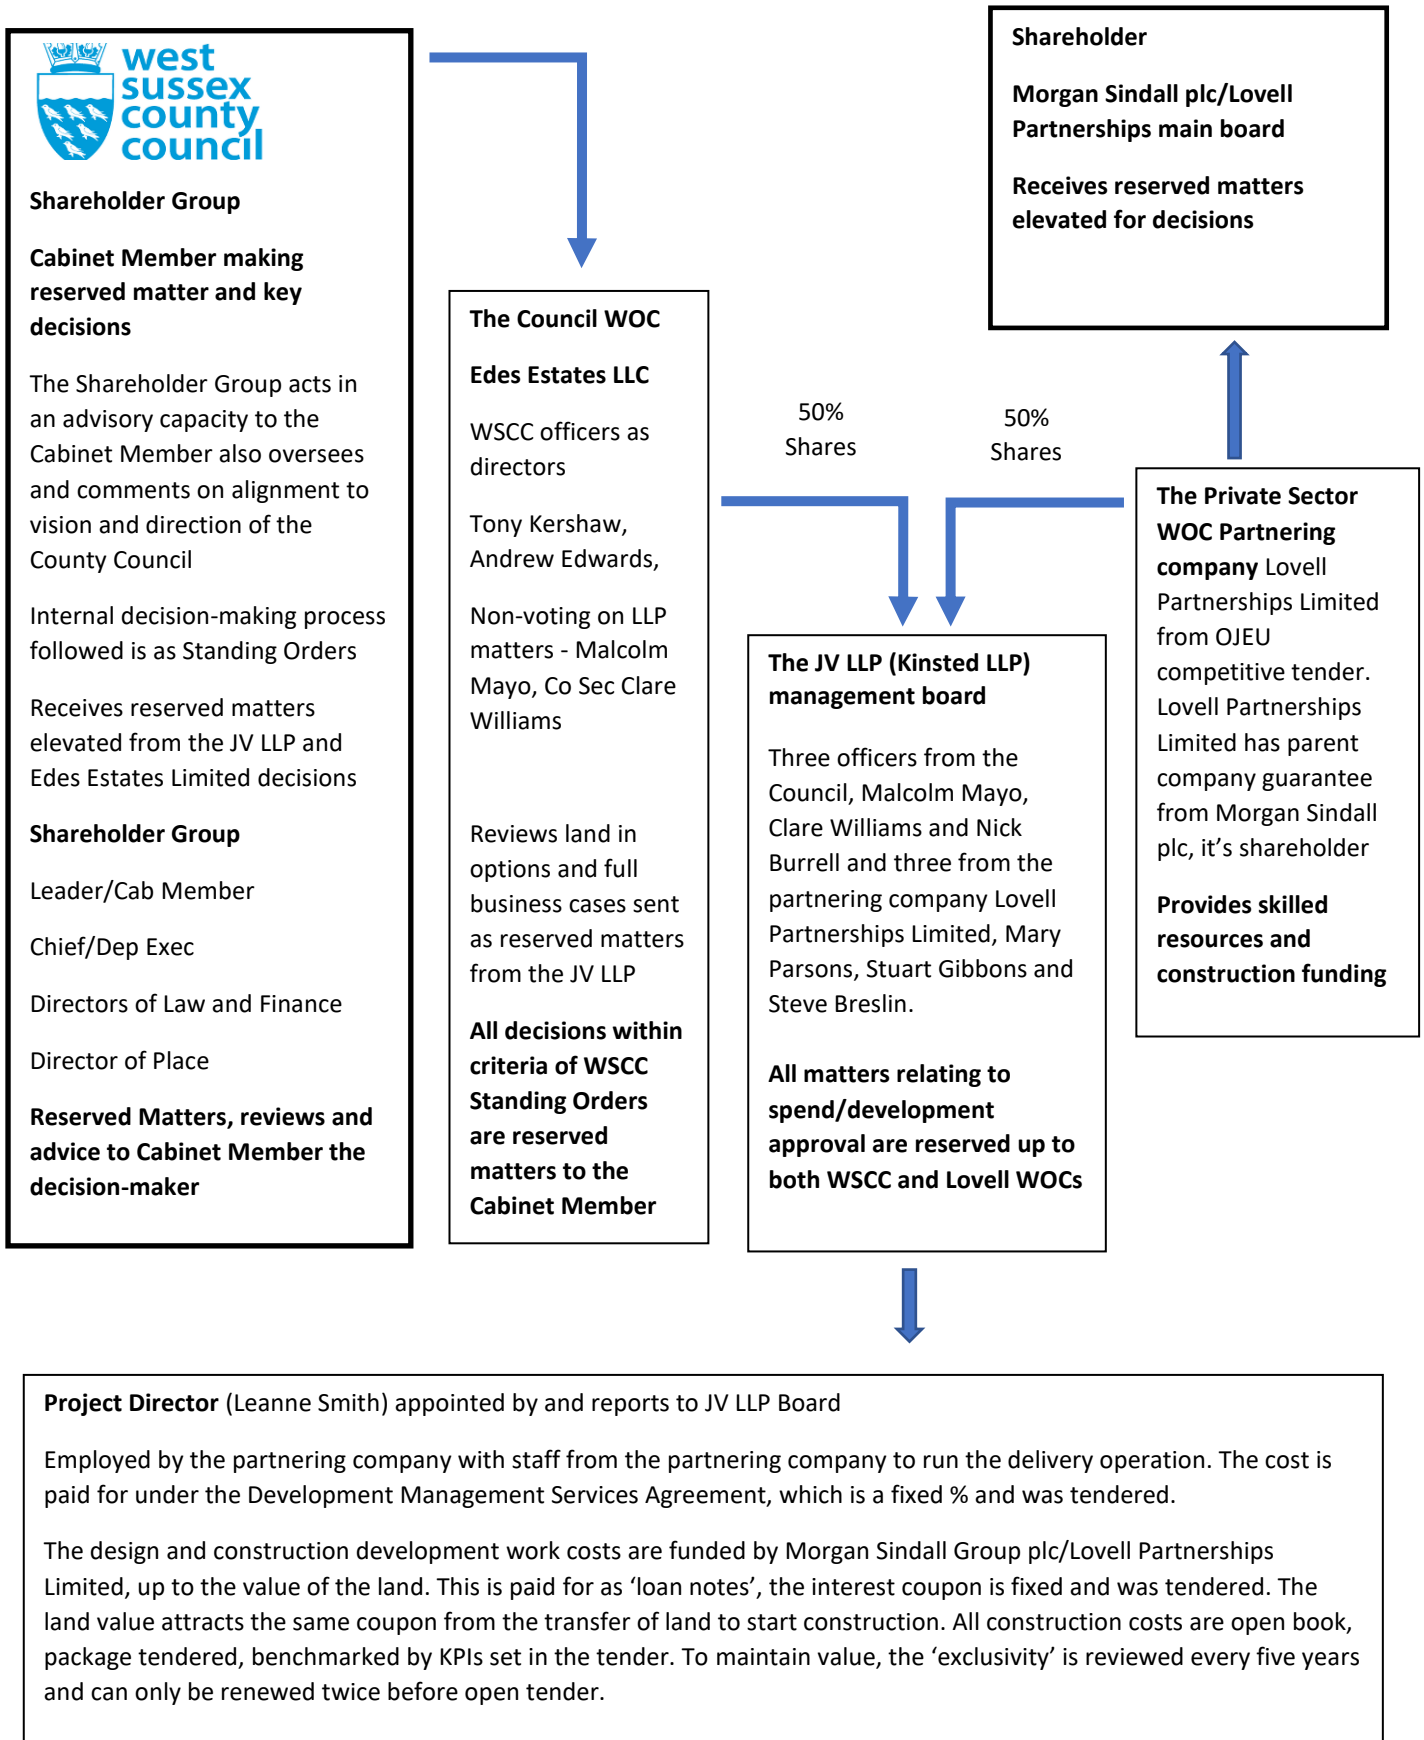 west
sussex
county
council
Shareholder Group
Cabinet Member making
reserved matter and key
decisions
The Shareholder Group acts in
an advisory capacity to the
Cabinet Member also oversees
and comments on alignment to
vision and direction of the
County Council
Internal decision-making process
followed is as Standing Orders
Receives reserved matters
elevated from the JV LLP and
Edes Estates Limited decisions
Shareholder Group
Leader/Cab Member
Chief/Dep Exec
Directors of Law and Finance
Director of Place
Reserved Matters, reviews and
advice to Cabinet Member the
decision-maker
The Council WOC
Edes Estates LLC
WSCC officers as
directors
Tony Kershaw,
Andrew Edwards,
Non-voting on LLP
matters - Malcolm
Mayo, Co Sec Clare
Williams
Reviews land in
options and full
business cases sent
as reserved matters
from the JV LLP
All decisions within
criteria of WSCC
Standing Orders
are reserved
matters to the
Cabinet Member
50%
Shares
50%
Shares
The JV LLP (Kinsted LLP)
management board
Three officers from the
Council, Malcolm Mayo,
Clare Williams and Nick
Burrell and three from the
partnering company Lovell
Partnerships Limited, Mary
Parsons, Stuart Gibbons and
Steve Breslin.
All matters relating to
spend/development
approval are reserved up to
both WSCC and Lovell WOCs
Shareholder
Morgan Sindall plc/Lovell
Partnerships main board
Receives reserved matters
elevated for decisions
The Private Sector
WOC Partnering
company Lovell
Partnerships Limited
from OJEU
competitive tender.
Lovell Partnerships
Limited has parent
company guarantee
from Morgan Sindall
plc, it’s shareholder
Provides skilled
resources and
construction funding
Project Director (Leanne Smith) appointed by and reports to JV LLP Board
Employed by the partnering company with staff from the partnering company to run the delivery operation. The cost is
paid for under the Development Management Services Agreement, which is a fixed % and was tendered.
The design and construction development work costs are funded by Morgan Sindall Group plc/Lovell Partnerships
Limited, up to the value of the land. This is paid for as ‘loan notes’, the interest coupon is fixed and was tendered. The
land value attracts the same coupon from the transfer of land to start construction. All construction costs are open book,
package tendered, benchmarked by KPIs set in the tender. To maintain value, the ‘exclusivity’ is reviewed every five years
and can only be renewed twice before open tender.